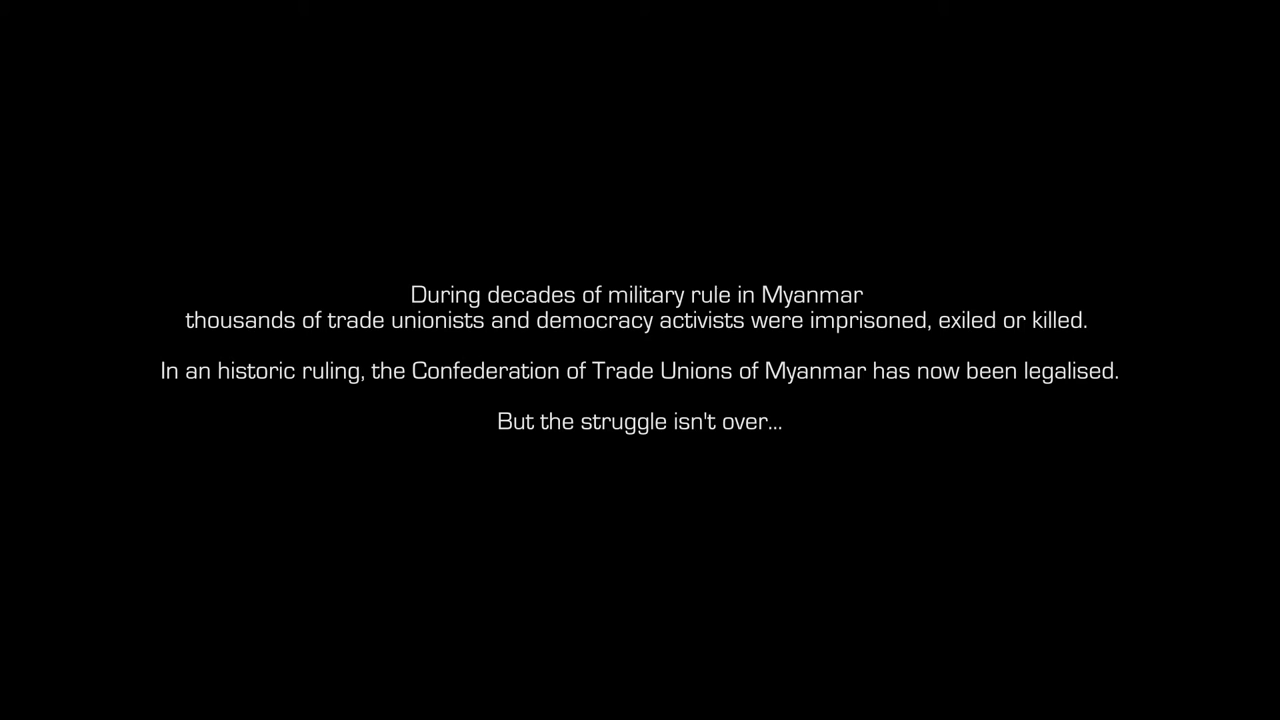 During decades of military rule in Myanmar
thousands of trade unionists and democracy activists were imprisoned, exiled or killed.
In an historic ruling, the Confederation of Trade Unions of Myanmar has now been legalised.
But the struggle isn't over...